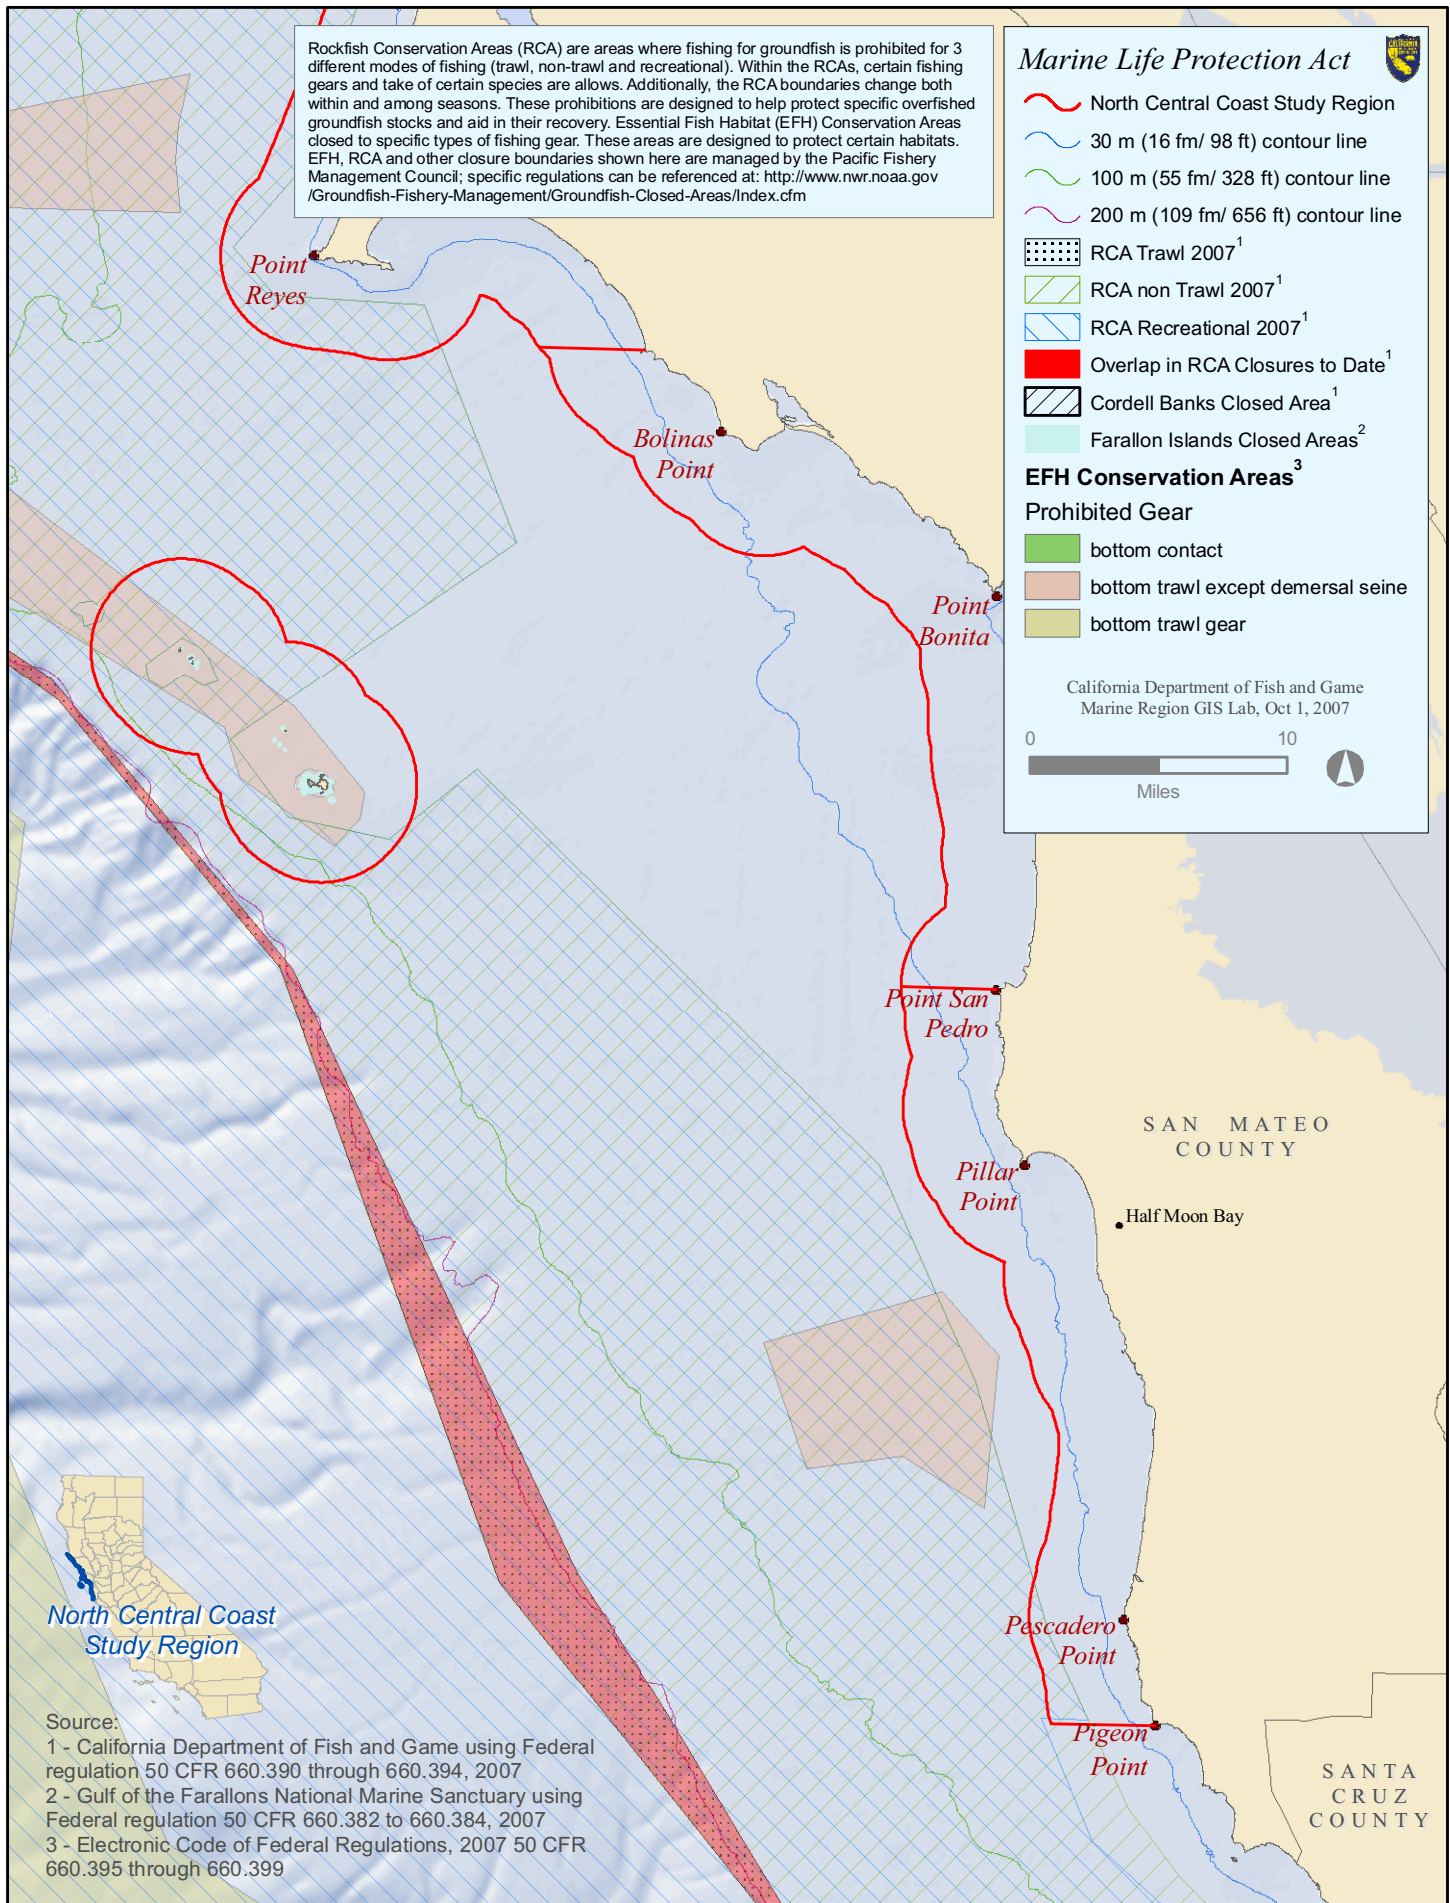 Rockfish Conservation Areas (RCA) are areas where fishing for groundfish is prohibited for 3
different modes of fishing (trawl, non-trawl and recreational). Within the RCAs, certain fishing
gears and take of certain species are allows. Additionally, the RCA boundaries change both
within and among seasons. These prohibitions are designed to help protect specific overfished
groundfish stocks and aid in their recovery. Essential Fish Habitat (EFH) Conservation Areas
closed to specific types of fishing gear. These areas are designed to protect certain habitats.
EFH, RCA and other closure boundaries shown here are managed by the Pacific Fishery
Management Council; specific regulations can be referenced at: http://www.nwr.noaa.gov
/Groundfish-Fishery-Management/Groundfish-Closed-Areas/Index.cfm
Marine Life Protection Act
CALIFORNIA
North Central Coast Study Region
30 m (16 fm/ 98 ft) contour line
100 m (55 fm/ 328 ft) contour line
200 m (109 fm/ 656 ft) contour line
RCA Trawl 2007¹
RCA non Trawl 2007¹
RCA Recreational 2007¹
Overlap in RCA Closures to Date¹
Cordell Banks Closed Area¹
Farallon Islands Closed Areas²
EFH Conservation Areas³
Prohibited Gear
bottom contact
bottom trawl except demersal seine
bottom trawl gear
California Department of Fish and Game
Marine Region GIS Lab, Oct 1, 2007
0 10
Miles
Point
Reyes
Bolinas
Point
Point
Bonita
Point San
Pedro
SAN MATEO
COUNTY
Pillar
Point
Half Moon Bay
Pescadero
Point
Pigeon
Point
SANTA
CRUZ
COUNTY
North Central Coast
Study Region
Source:
1 - California Department of Fish and Game using Federal
regulation 50 CFR 660.390 through 660.394, 2007
2 - Gulf of the Farallons National Marine Sanctuary using
Federal regulation 50 CFR 660.382 to 660.384, 2007
3 - Electronic Code of Federal Regulations, 2007 50 CFR
660.395 through 660.399